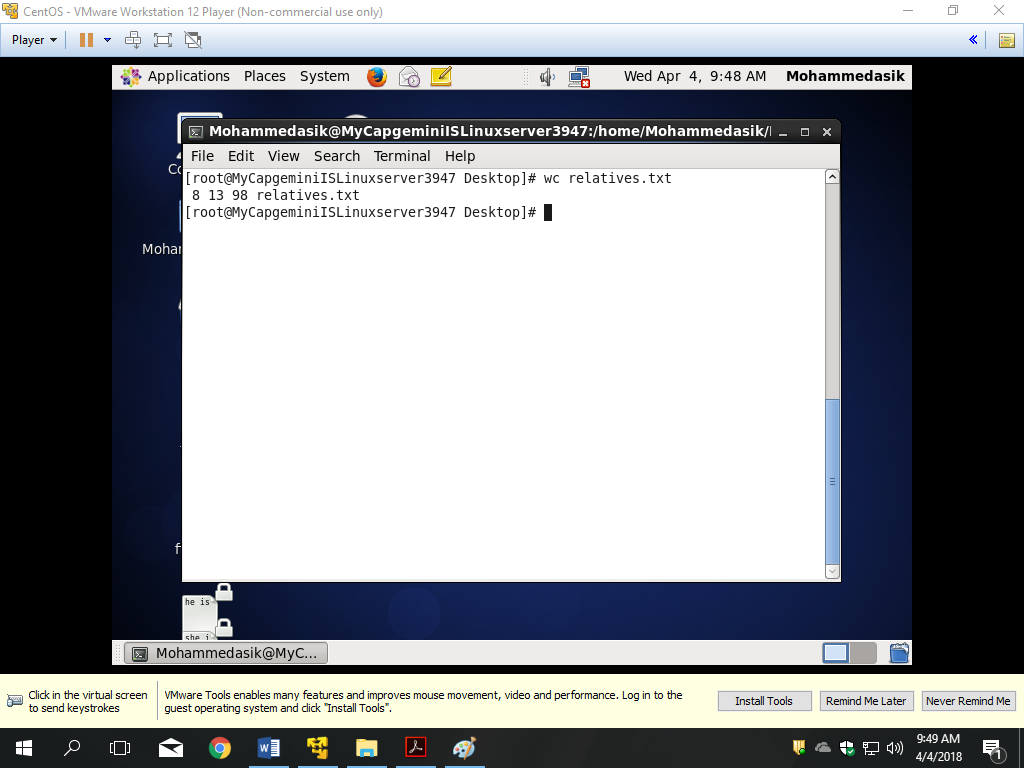 CentOS - VMware Workstation 12 Player (Non-commercial use only)
Player
Applications Places System Wed Apr 4, 9:48 AM Mohammedasik
Mohammedasik@MyCapgeminiISLinuxserver3947:/home/Mohammedasik/
File Edit View Search Terminal Help
[root@MyCapgeminiISLinuxserver3947 Desktop]# wc relatives.txt
8 13 98 relatives.txt
[root@MyCapgeminiISLinuxserver3947 Desktop]#
Co
Moha
f
he is
she i
Mohammedasik@MyC...
Click in the virtual screen
to send keystrokes
VMware Tools enables many features and improves mouse movement, video and performance. Log in to the
guest operating system and click "Install Tools".
Install Tools Remind Me Later Never Remind Me
9:49 AM
4/4/2018
1